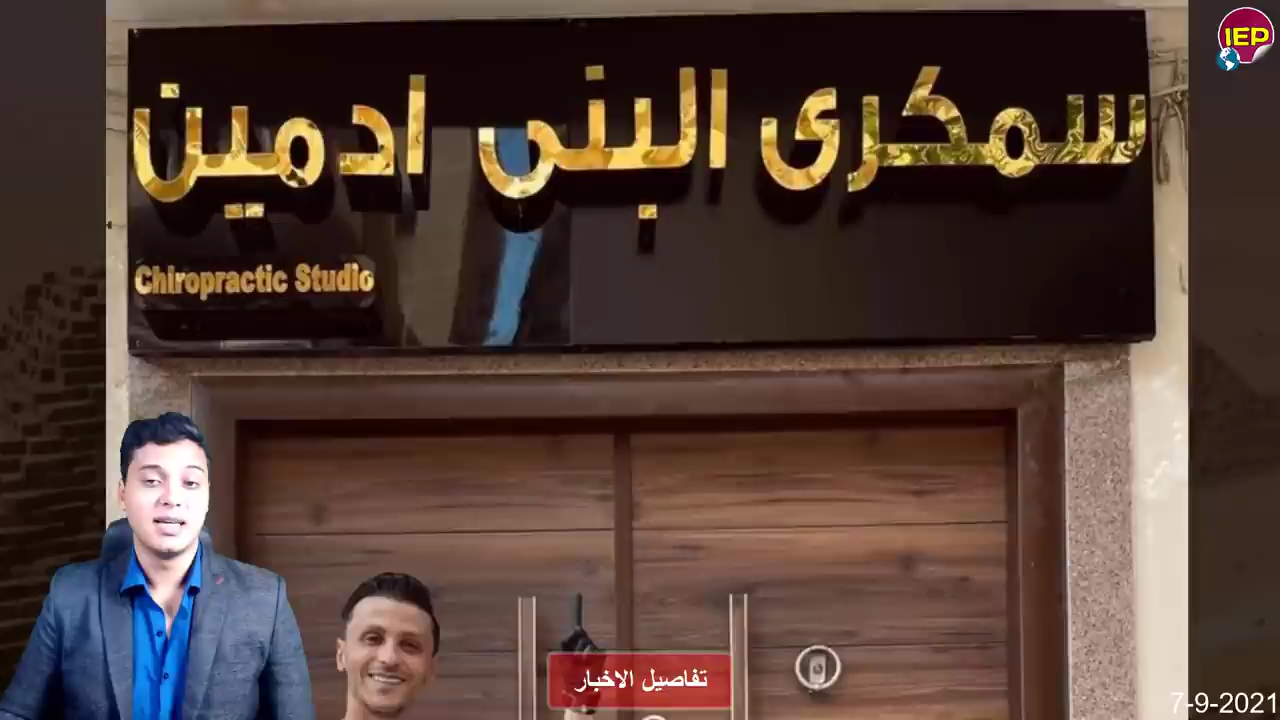 IEP
سمكرى البنى ادمين
Chiropractic Studio
تفاصيل الاخبار
7-9-2021